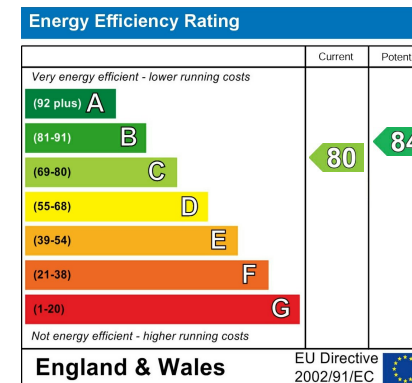 Energy Efficiency Rating
Current Potent
Very energy efficient - lower running costs
(92 plus) A
(81-91) B
(69-80) C
(55-68) D
(39-54) E
(21-38) F
(1-20) G
80
84
Not energy efficient - higher running costs
England & Wales
EU Directive
2002/91/EC